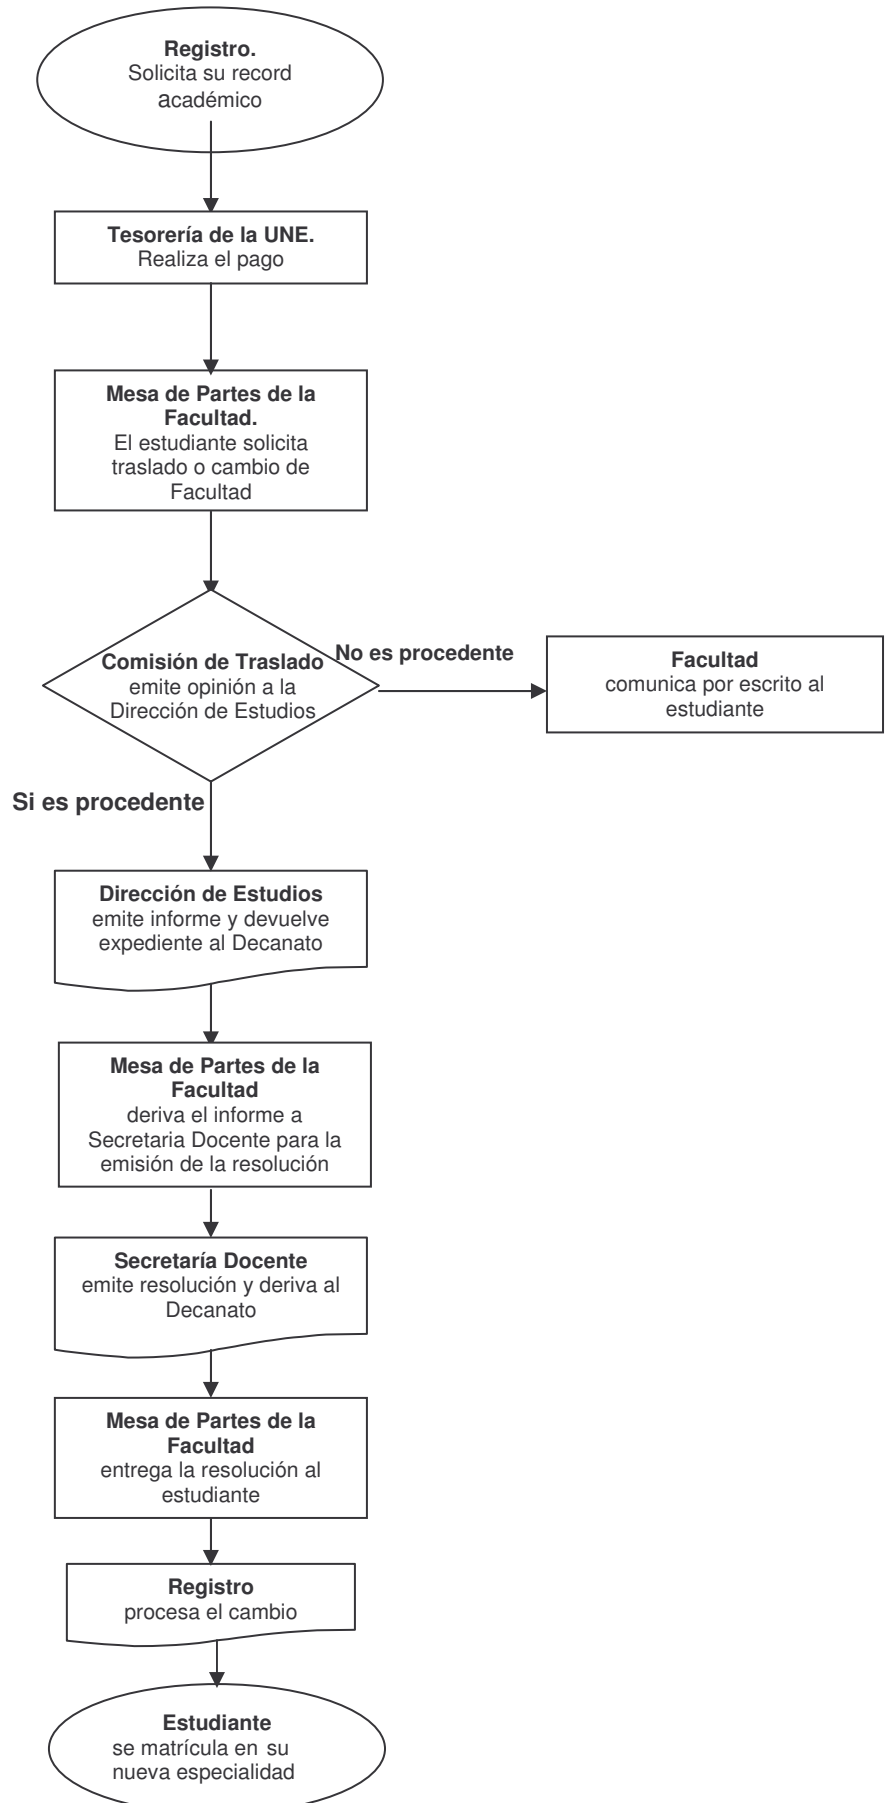 Registro.
Solicita su record
académico
Tesorería de la UNE.
Realiza el pago
Mesa de Partes de la
Facultad.
El estudiante solicita
traslado o cambio de
Facultad
Comisión de Traslado
emite opinión a la
Dirección de Estudios
No es procedente
Facultad
comunica por escrito al
estudiante
Si es procedente
Dirección de Estudios
emite informe y devuelve
expediente al Decanato
Mesa de Partes de la
Facultad
deriva el informe a
Secretaria Docente para la
emisión de la resolución
Secretaría Docente
emite resolución y deriva al
Decanato
Mesa de Partes de la
Facultad
entrega la resolución al
estudiante
Registro
procesa el cambio
Estudiante
se matrícula en su
nueva especialidad